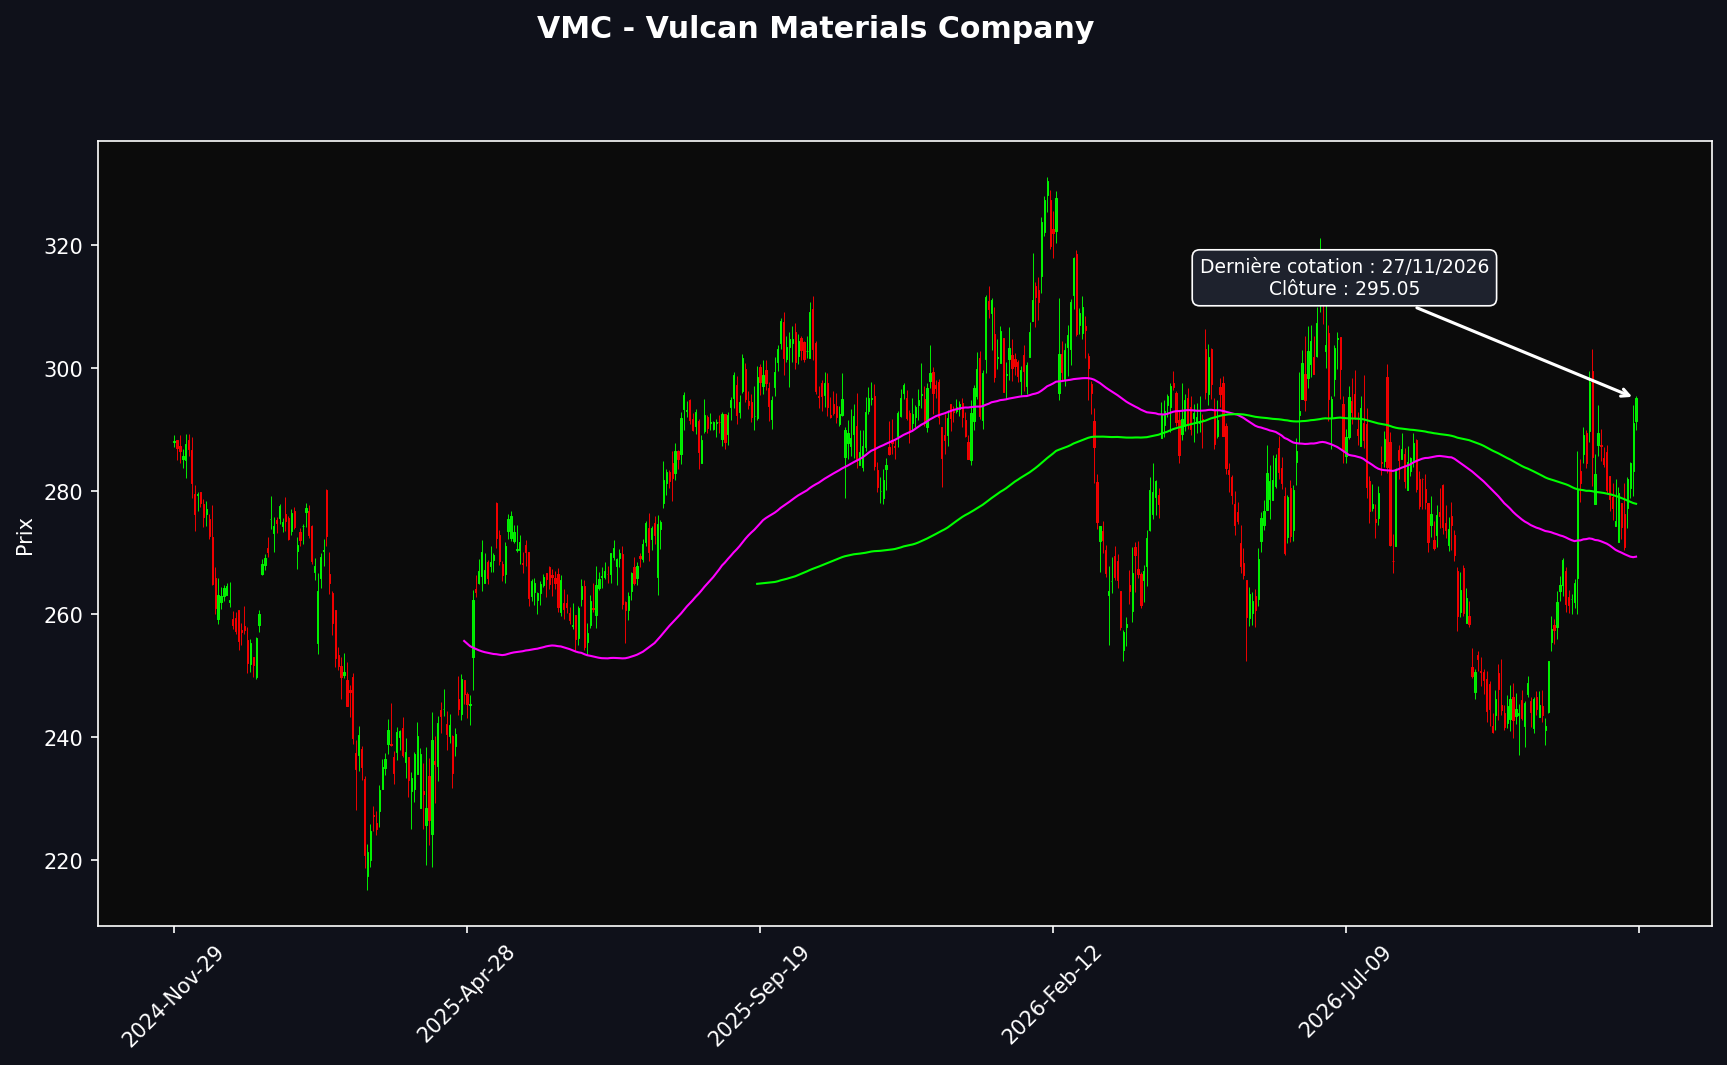 VMC - Vulcan Materials Company
Dernière cotation : 27/11/2026
Clôture : 295.05
Prix
320
300
280
260
240
220
2024-Nov-29
2025-Apr-28
2025-Sep-19
2026-Feb-12
2026-Jul-09